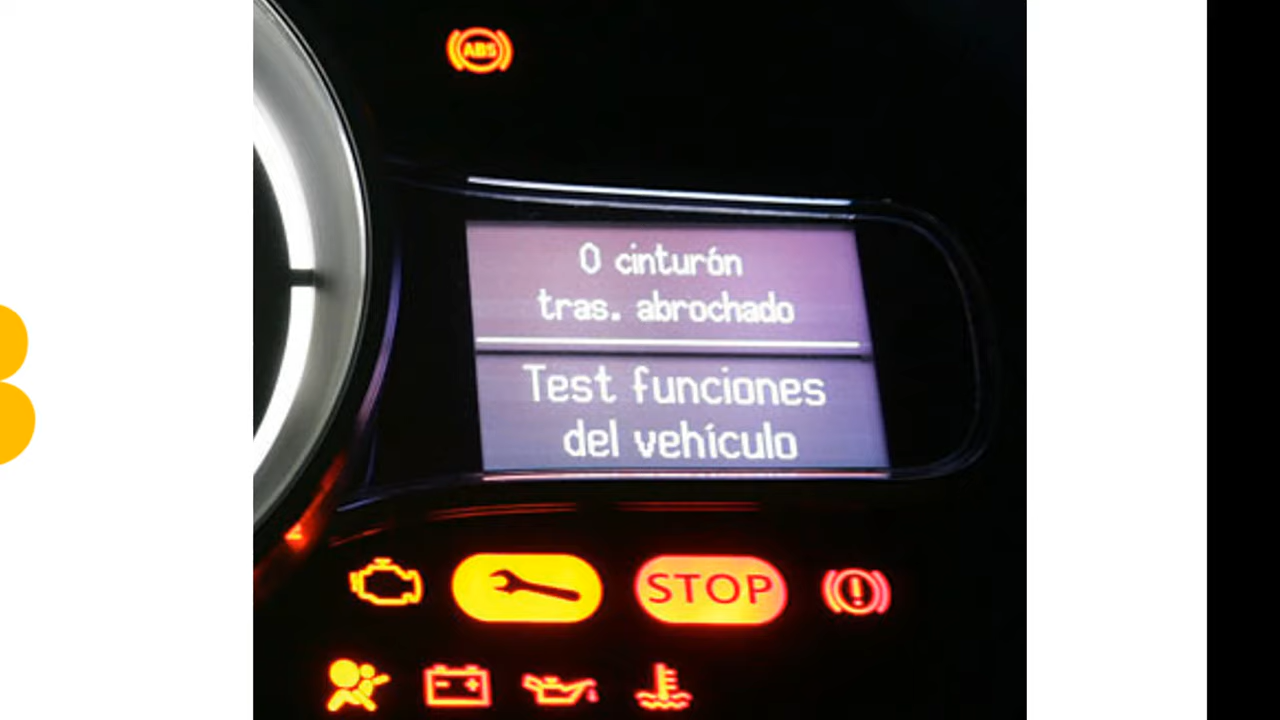 ABS
0 cinturón
tras. abrochado
Test funciones
del vehículo
STOP